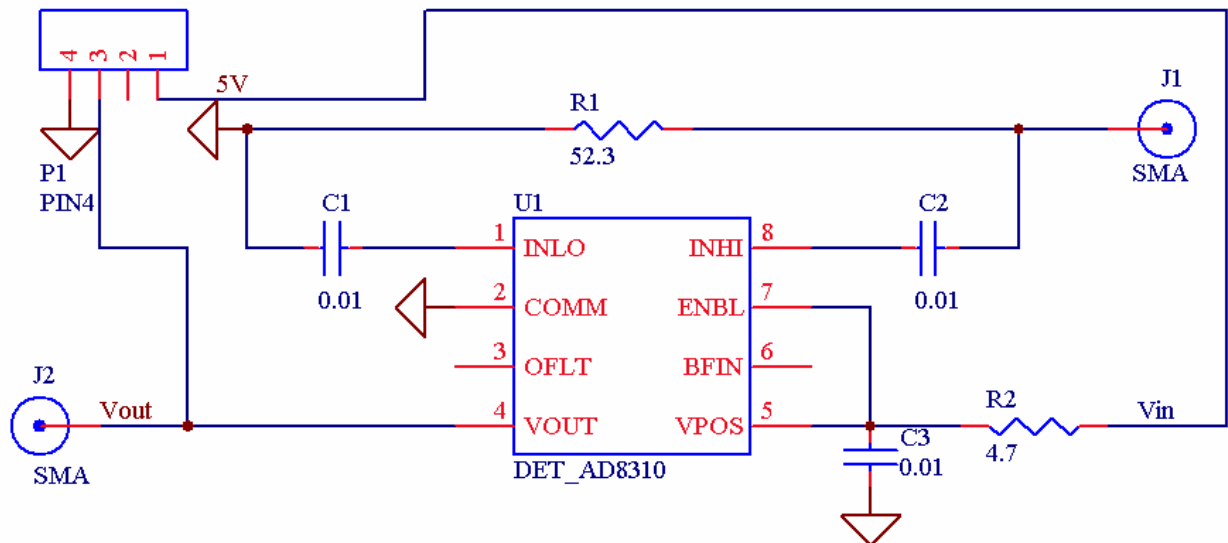 4 3 2 1
5V
P1
PIN4
R1
52.3
J1
SMA
C1
0.01
U1
C2
0.01
1 INLO INHI 8
2 COMM ENBL 7
3 OFLT BFIN 6
4 VOUT VPOS 5
DET_AD8310
J2
Vout
SMA
C3
0.01
R2
4.7
Vin